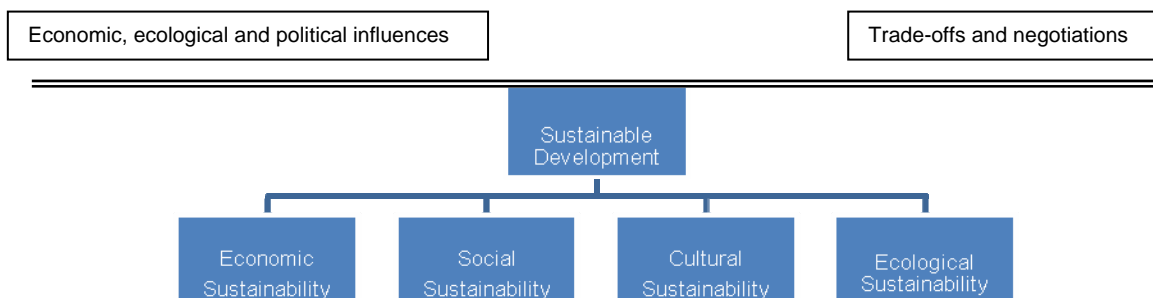 Economic, ecological and political influences
Trade-offs and negotiations
Sustainable
Development
Economic
Sustainability
Social
Sustainability
Cultural
Sustainability
Ecological
Sustainability